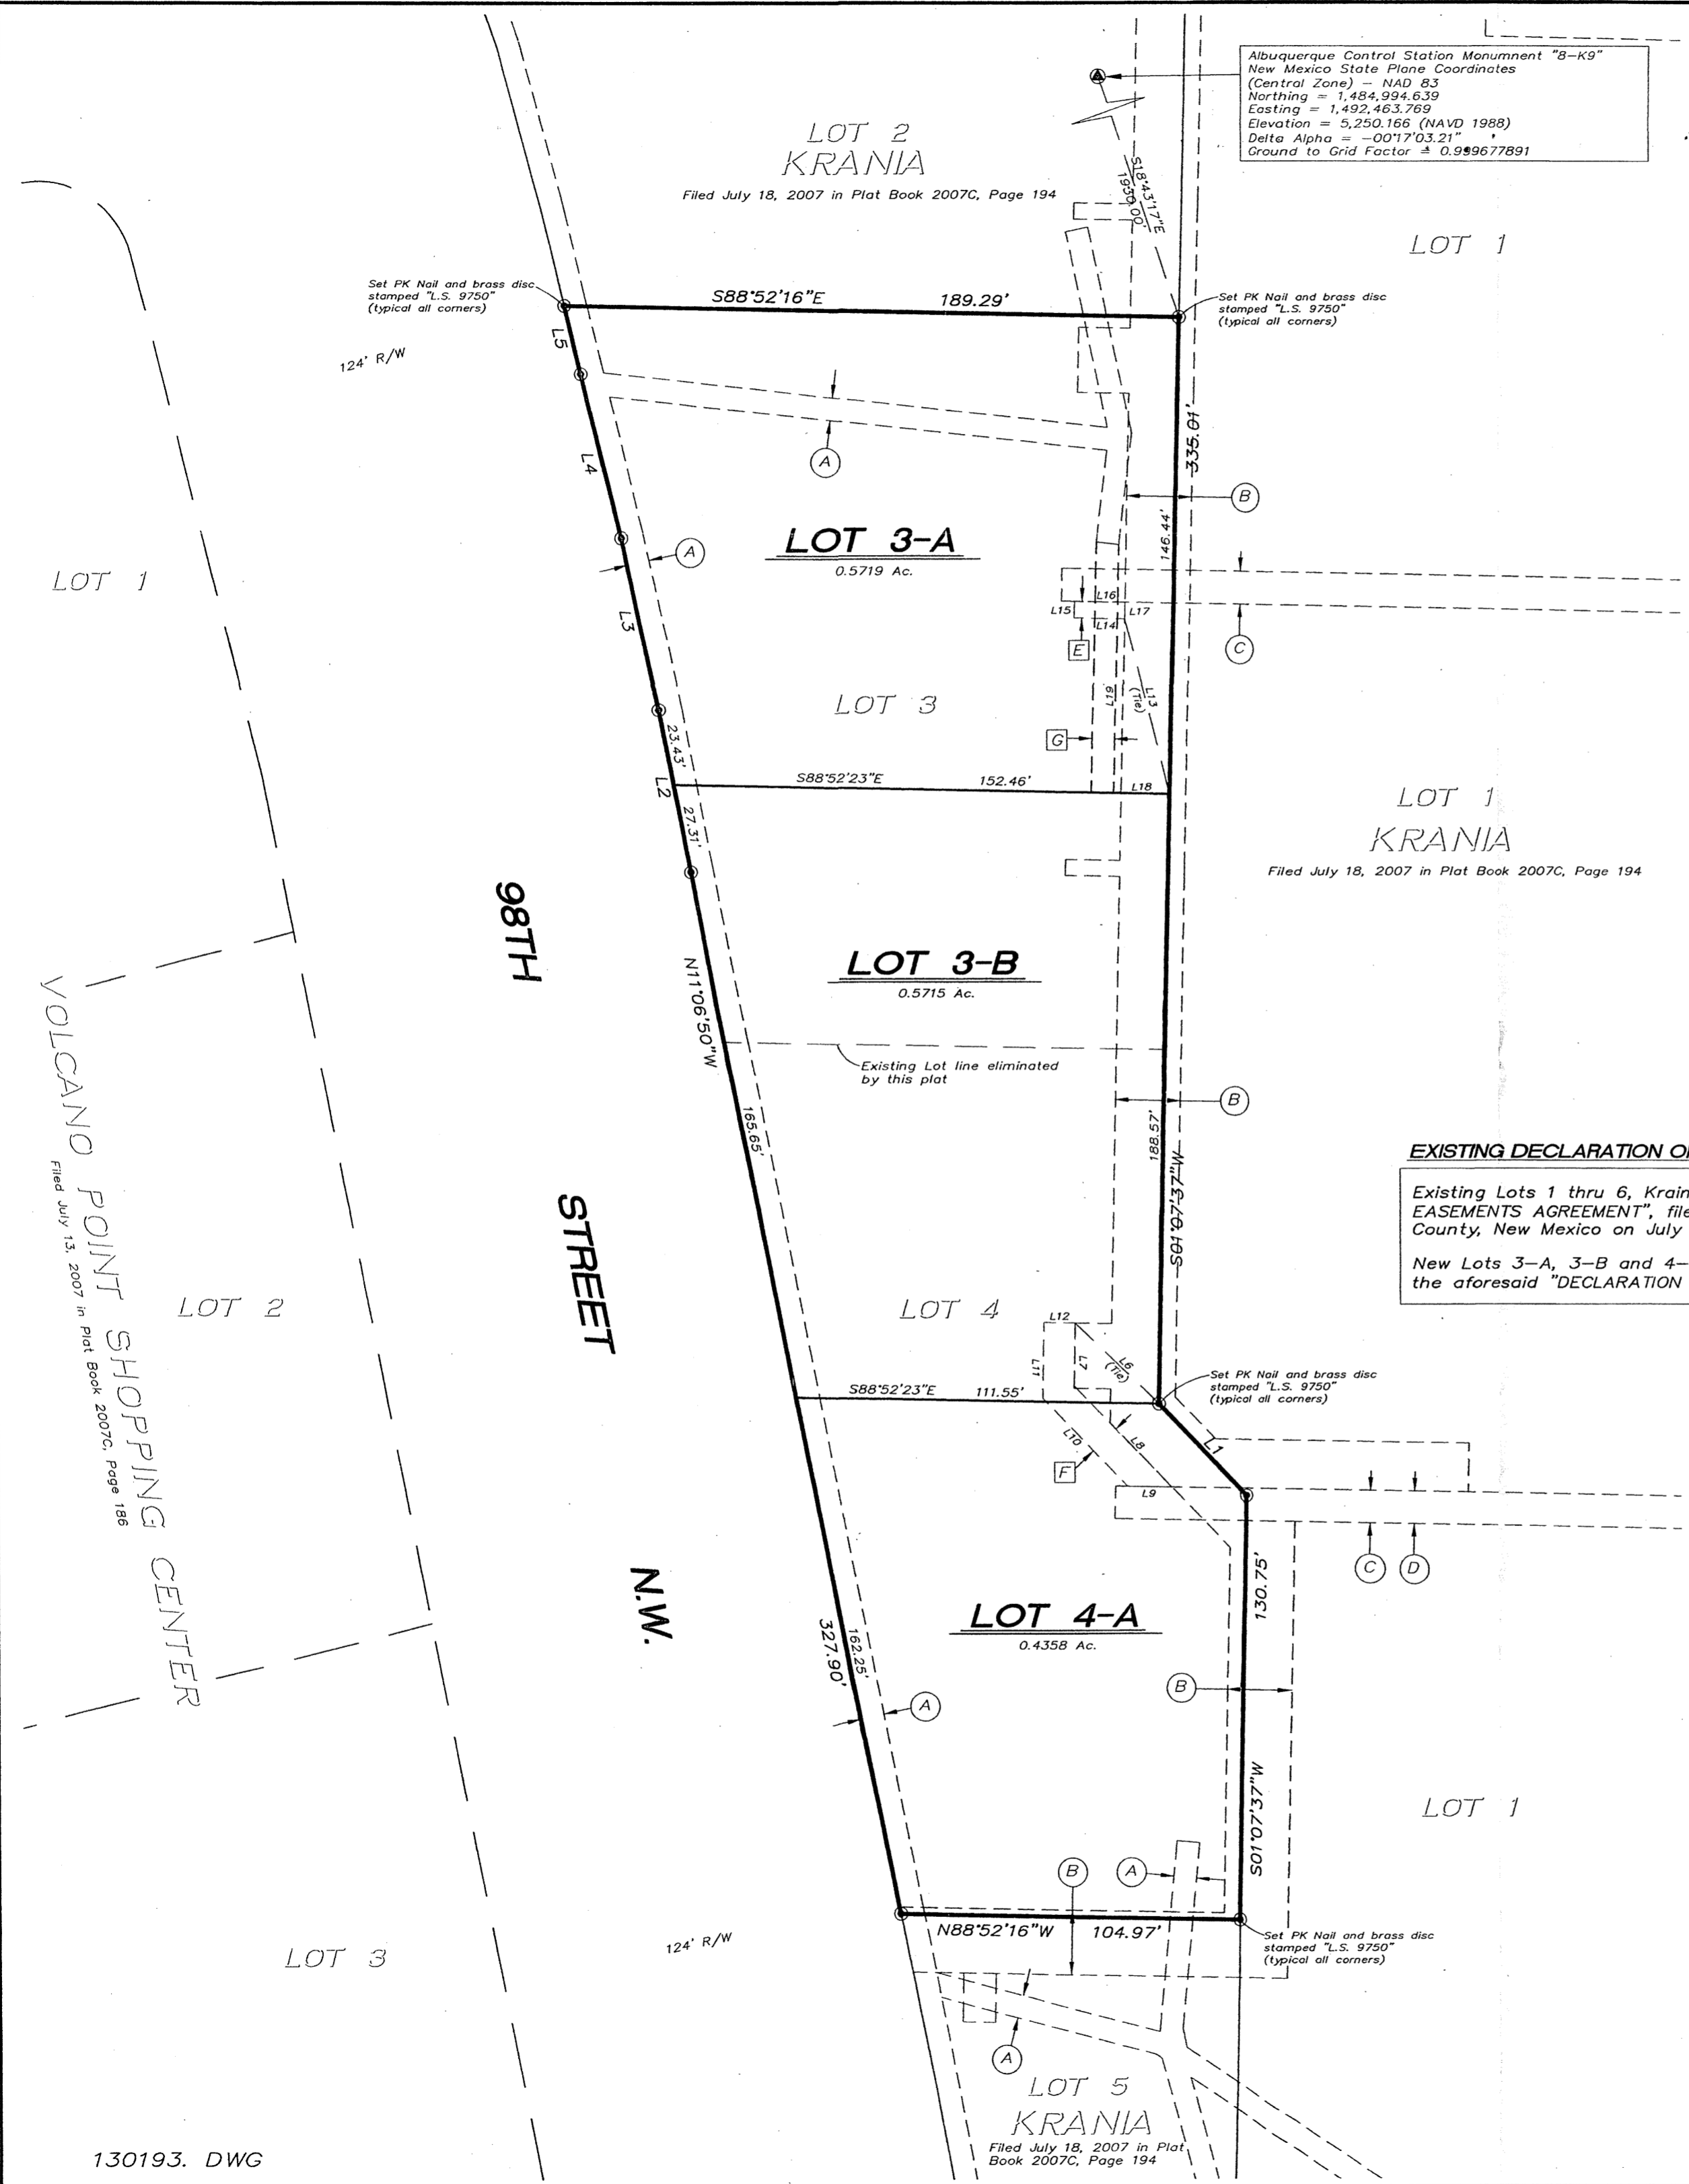 Albuquerque Control Station Monumnent "8-K9"
New Mexico State Plane Coordinates
(Central Zone) - NAD 83
Northing = 1,484,994.639
Easting = 1,492,463.769
Elevation = 5,250.166 (NAVD 1988)
Delta Alpha = -00°17'03.21"
Ground to Grid Factor = 0.999677891
LOT 2
KRANIA
Filed July 18, 2007 in Plat Book 2007C, Page 194
S18°43'17"E
1930.00'
LOT 1
Set PK Nail and brass disc
stamped "L.S. 9750"
(typical all corners)
S88°52'16"E 189.29'
Set PK Nail and brass disc
stamped "L.S. 9750"
(typical all corners)
124' R/W
L5
L4
A
335.01'
B
146.44'
LOT 3-A
0.5719 Ac.
A
LOT 1
L3
L15
L16
L17
L14
E
C
LOT 3
L19
L13
(Tie)
G
23.43'
L2
S88°52'23"E 152.46'
L18
27.31'
LOT 1
KRANIA
Filed July 18, 2007 in Plat Book 2007C, Page 194
98TH
STREET
N.W.
LOT 3-B
0.5715 Ac.
N11°06'50"W
Existing Lot line eliminated
by this plat
B
165.65'
188.57'
S01°07'37"W
EXISTING DECLARATION O
Existing Lots 1 thru 6, Krain
EASEMENTS AGREEMENT", file
County, New Mexico on July
New Lots 3-A, 3-B and 4-
the aforesaid "DECLARATION
VOLCANO POINT SHOPPING CENTER
Filed July 13, 2007 in Plat Book 2007C, Page 186
LOT 2
LOT 4
L12
L11
L7
L6
(Tie)
S88°52'23"E 111.55'
Set PK Nail and brass disc
stamped "L.S. 9750"
(typical all corners)
L10
L8
L1
F
L9
C
D
130.75'
LOT 4-A
0.4358 Ac.
327.90'
162.25'
B
A
S01°07'37"W
LOT 1
B
A
N88°52'16"W 104.97'
Set PK Nail and brass disc
stamped "L.S. 9750"
(typical all corners)
124' R/W
LOT 3
A
LOT 5
KRANIA
Filed July 18, 2007 in Plat
Book 2007C, Page 194
130193. DWG